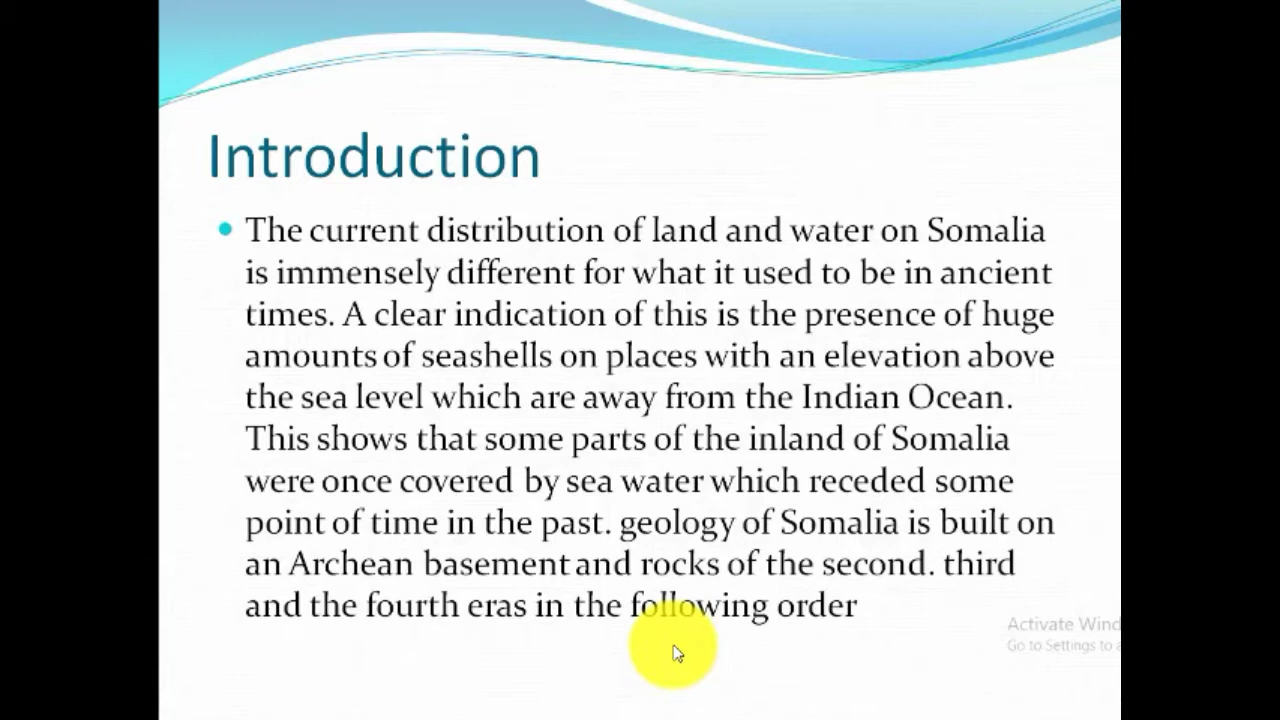 Introduction
The current distribution of land and water on Somalia
is immensely different for what it used to be in ancient
times. A clear indication of this is the presence of huge
amounts of seashells on places with an elevation above
the sea level which are away from the Indian Ocean.
This shows that some parts of the inland of Somalia
were once covered by sea water which receded some
point of time in the past. geology of Somalia is built on
an Archean basement and rocks of the second. third
and the fourth eras in the following order
Activate Wind
Go to Settings to a